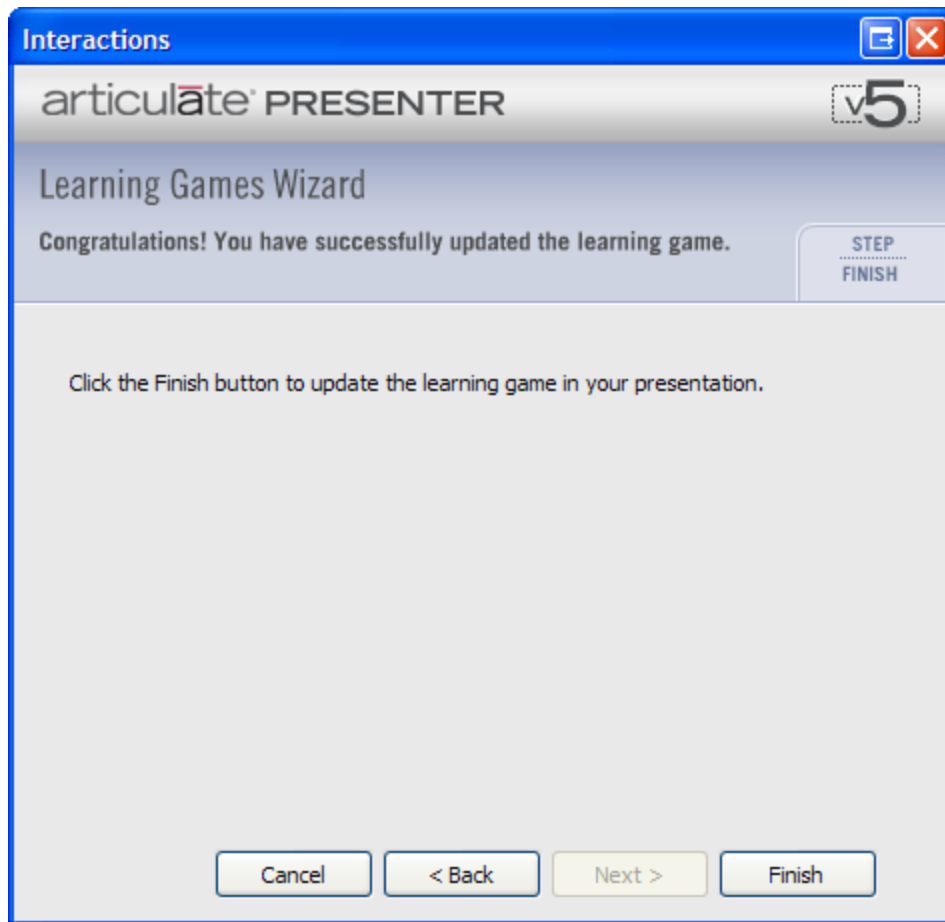 Interactions
articulāte® PRESENTER
v5
Learning Games Wizard
Congratulations! You have successfully updated the learning game.
STEP
FINISH
Click the Finish button to update the learning game in your presentation.
Cancel
< Back
Next >
Finish